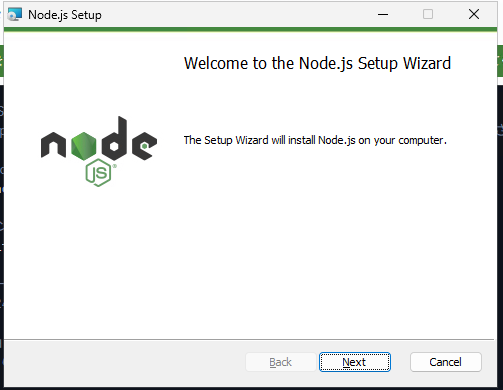 Node.js Setup
Welcome to the Node.js Setup Wizard
The Setup Wizard will install Node.js on your computer.
node
JS
Back
Next
Cancel